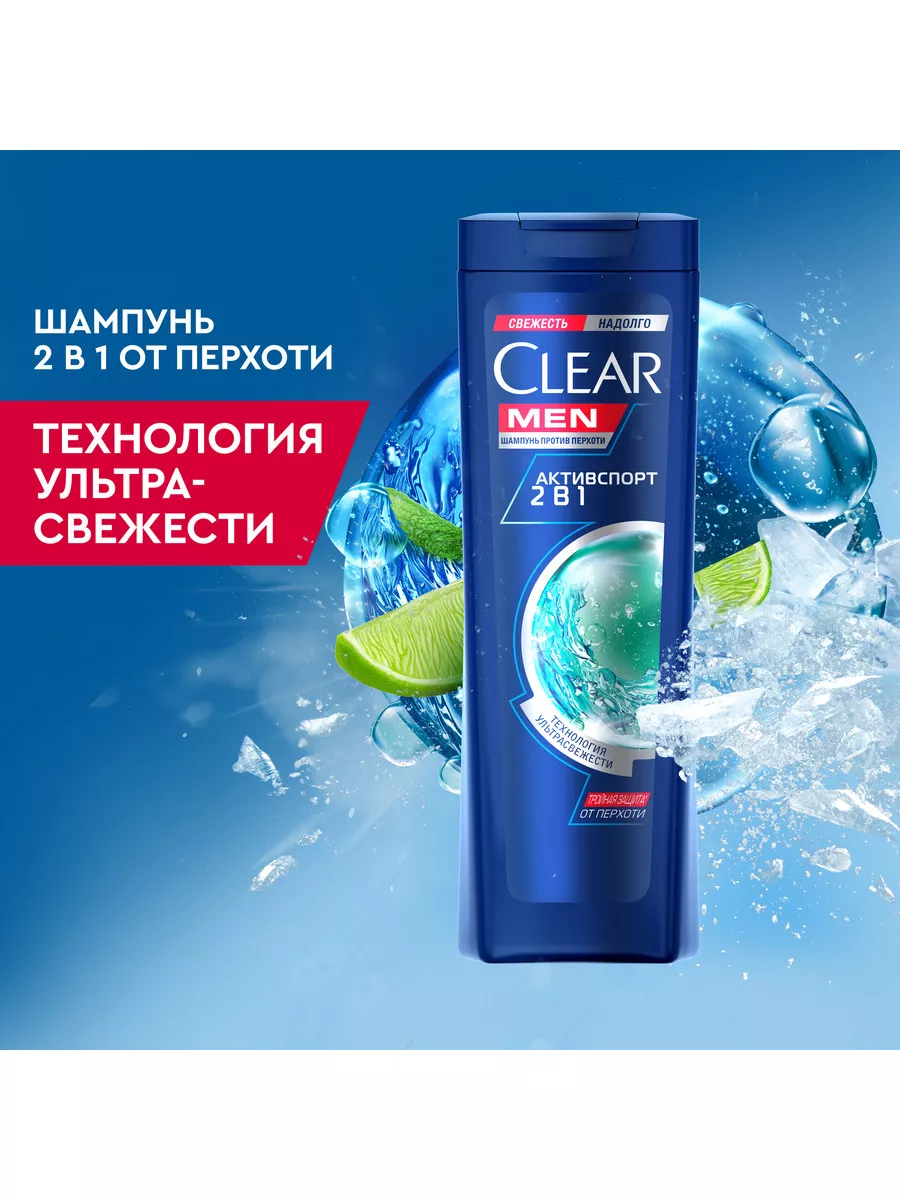 ШАМПУНЬ
2 В 1 ОТ ПЕРХОТИ
ТЕХНОЛОГИЯ
УЛЬТРА-
СВЕЖЕСТИ
СВЕЖЕСТЬ НАДОЛГО
CLEAR
MEN
ШАМПУНЬ ПРОТИВ ПЕРХОТИ
АКТИВСПОРТ
2 В 1
ТЕХНОЛОГИЯ
УЛЬТРАСВЕЖЕСТИ
ТРОЙНАЯ ЗАЩИТА
ОТ ПЕРХОТИ